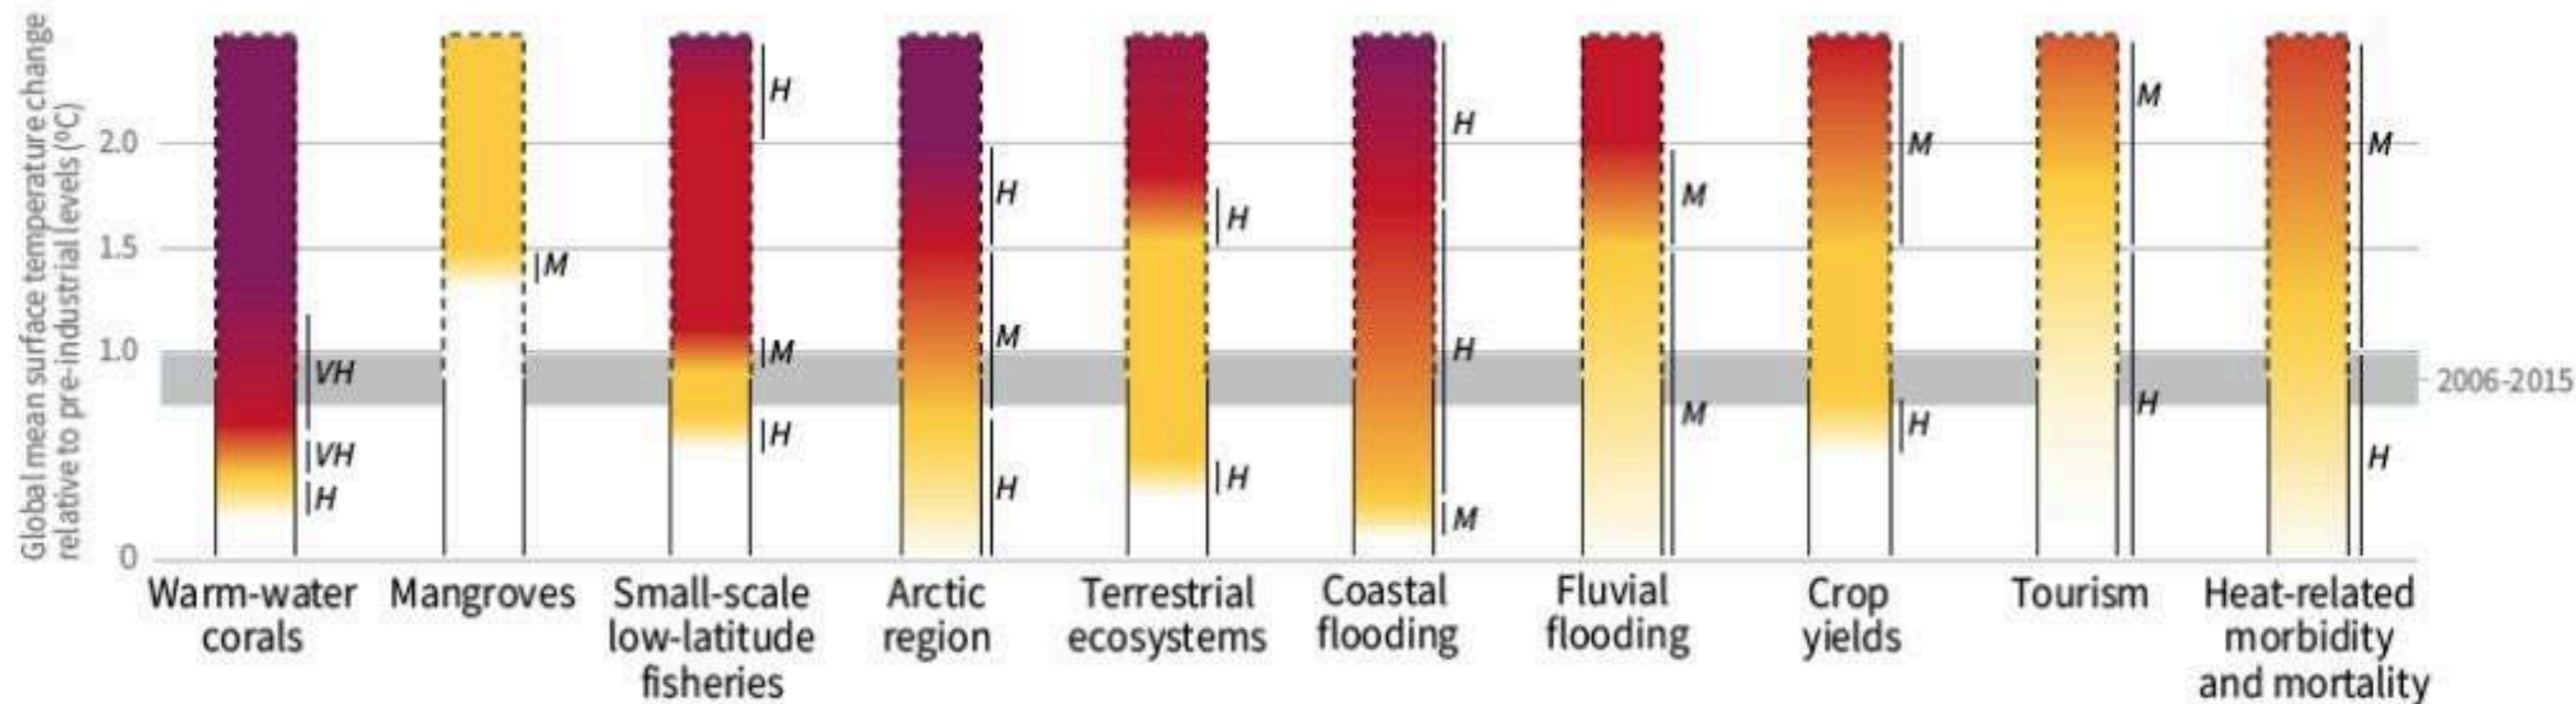 Global mean surface temperature change
relative to pre-industrial levels (⁰C)
2.0
1.5
1.0
0
2006-2015
VH
VH
H
M
H
M
H
H
M
H
H
H
H
H
M
M
M
M
H
M
H
M
H
Warm-water
corals
Mangroves
Small-scale
low-latitude
fisheries
Arctic
region
Terrestrial
ecosystems
Coastal
flooding
Fluvial
flooding
Crop
yields
Tourism
Heat-related
morbidity
and mortality